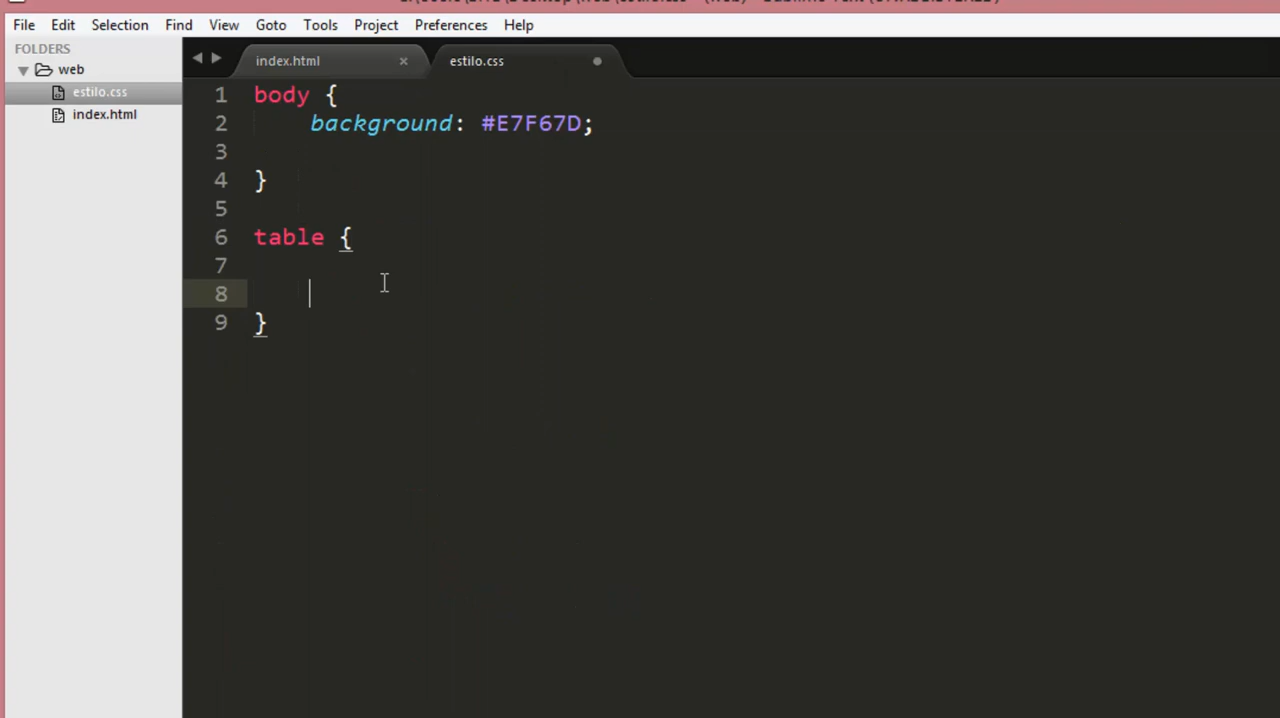 File Edit Selection Find View Goto Tools Project Preferences Help
FOLDERS
web
estilo.css
index.html
index.html × estilo.css
1 body {
2 background: #E7F67D;
3
4 }
5
6 table {
7
8
9 }